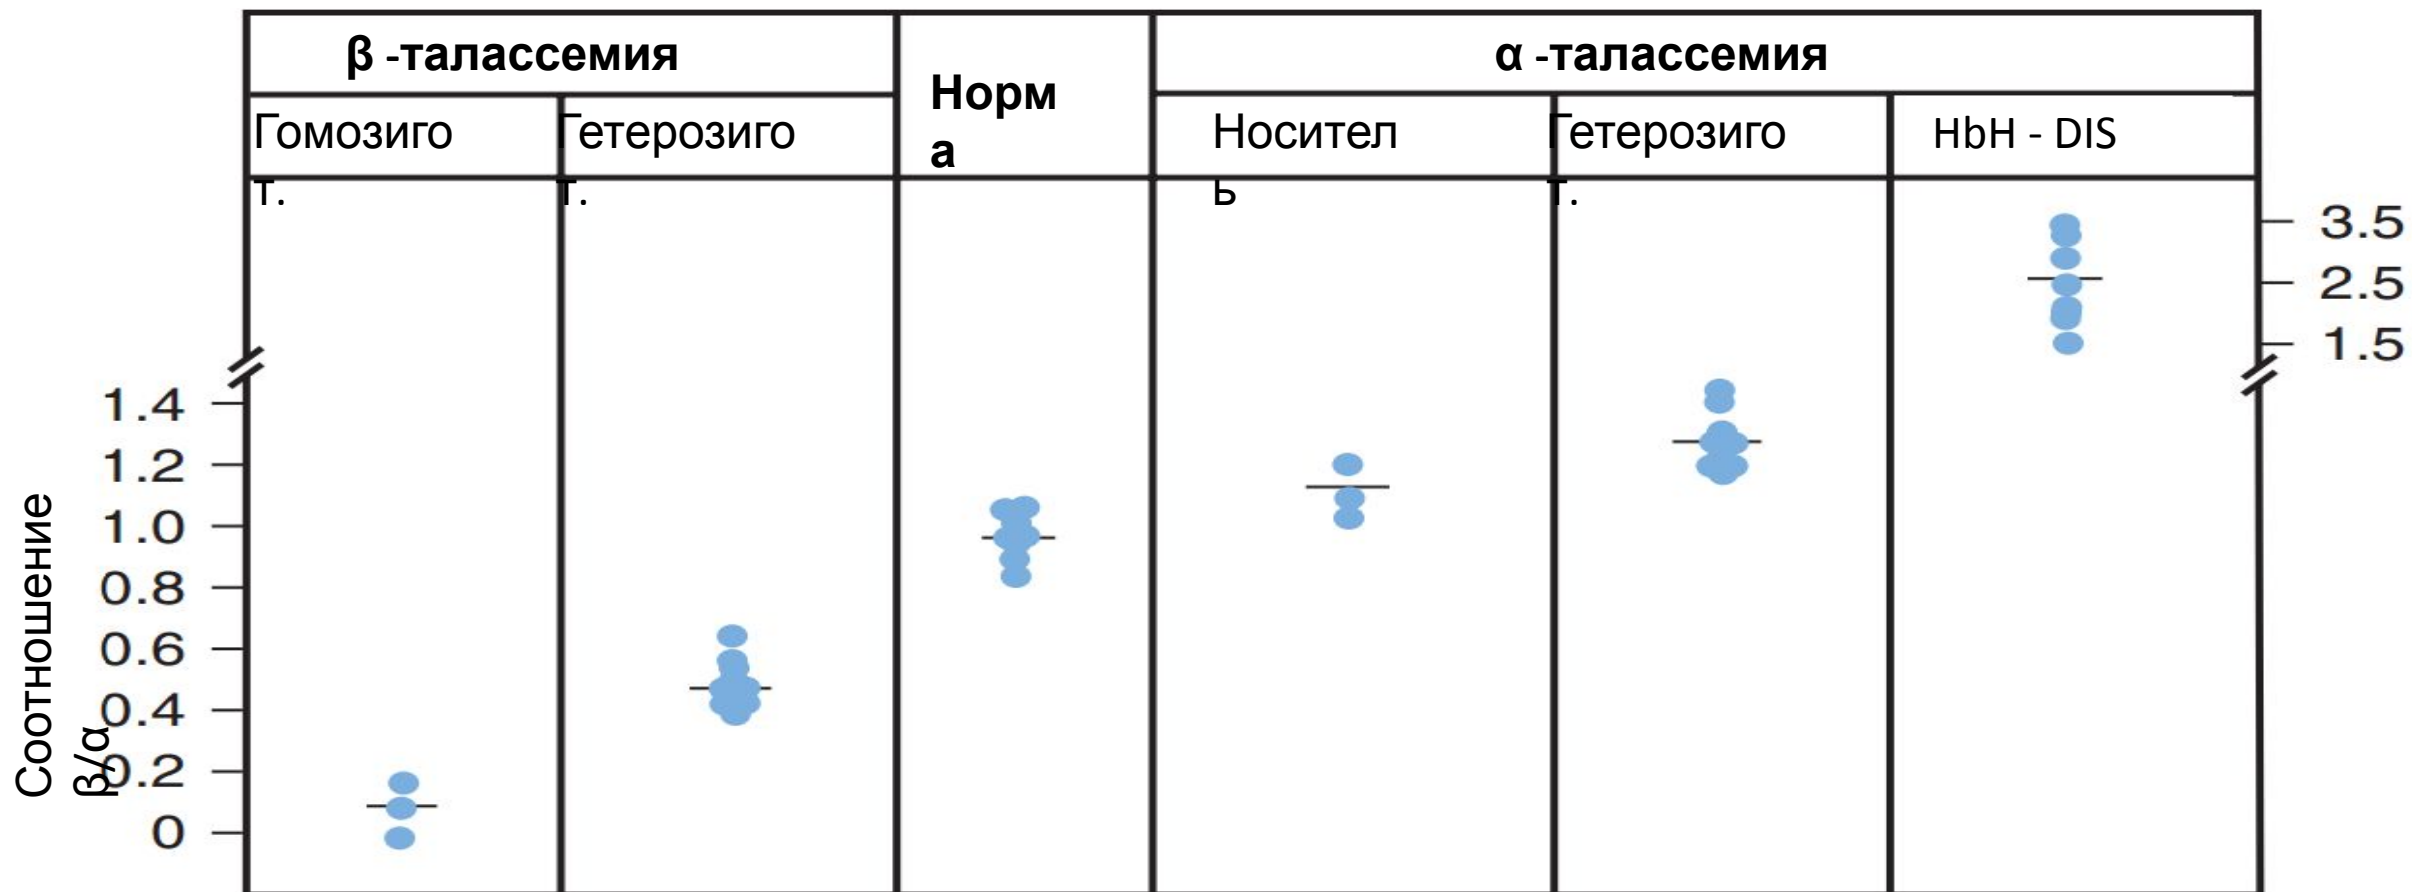 β -талассемия
Норм
а
α -талассемия
Гомозиго
т.
Гетерозиго
т.
Носител
ь
Гетерозиго
т.
HbH - DIS
3.5
2.5
1.5
1.4
1.2
1.0
0.8
0.6
0.4
0.2
0
Соотношение
β/α